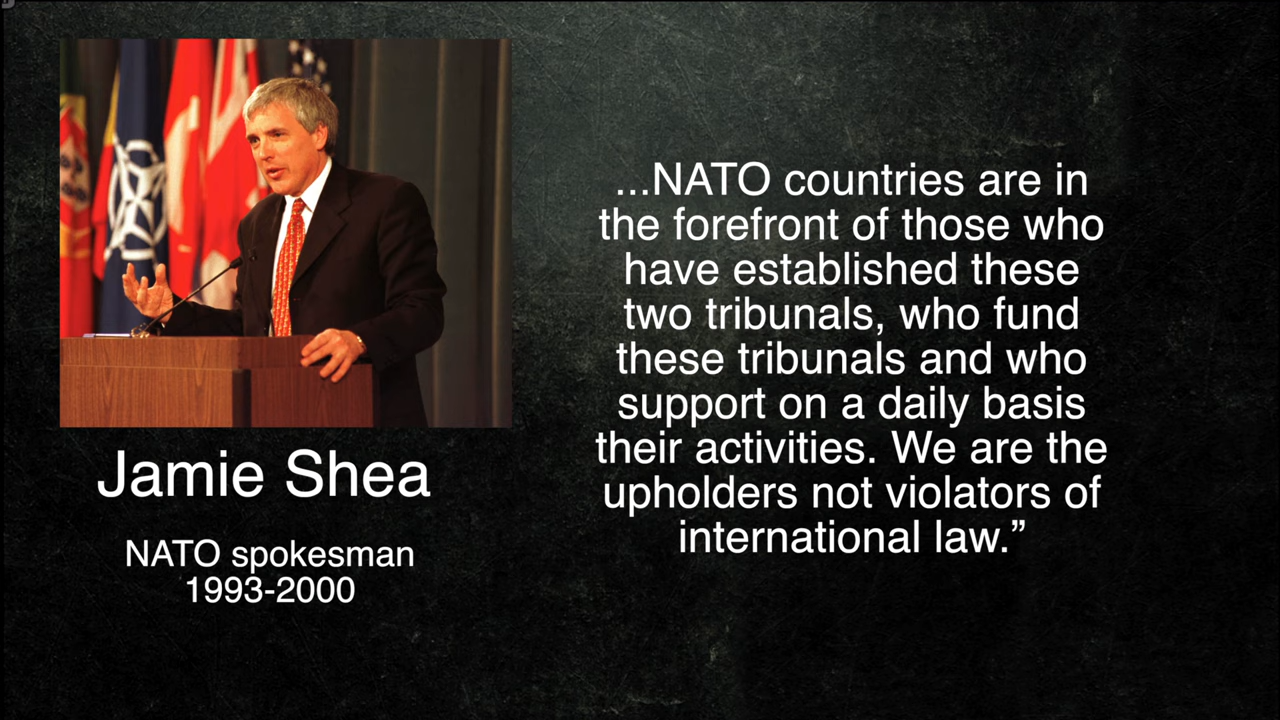 Jamie Shea
NATO spokesman
1993-2000
...NATO countries are in
the forefront of those who
have established these
two tribunals, who fund
these tribunals and who
support on a daily basis
their activities. We are the
upholders not violators of
international law.”